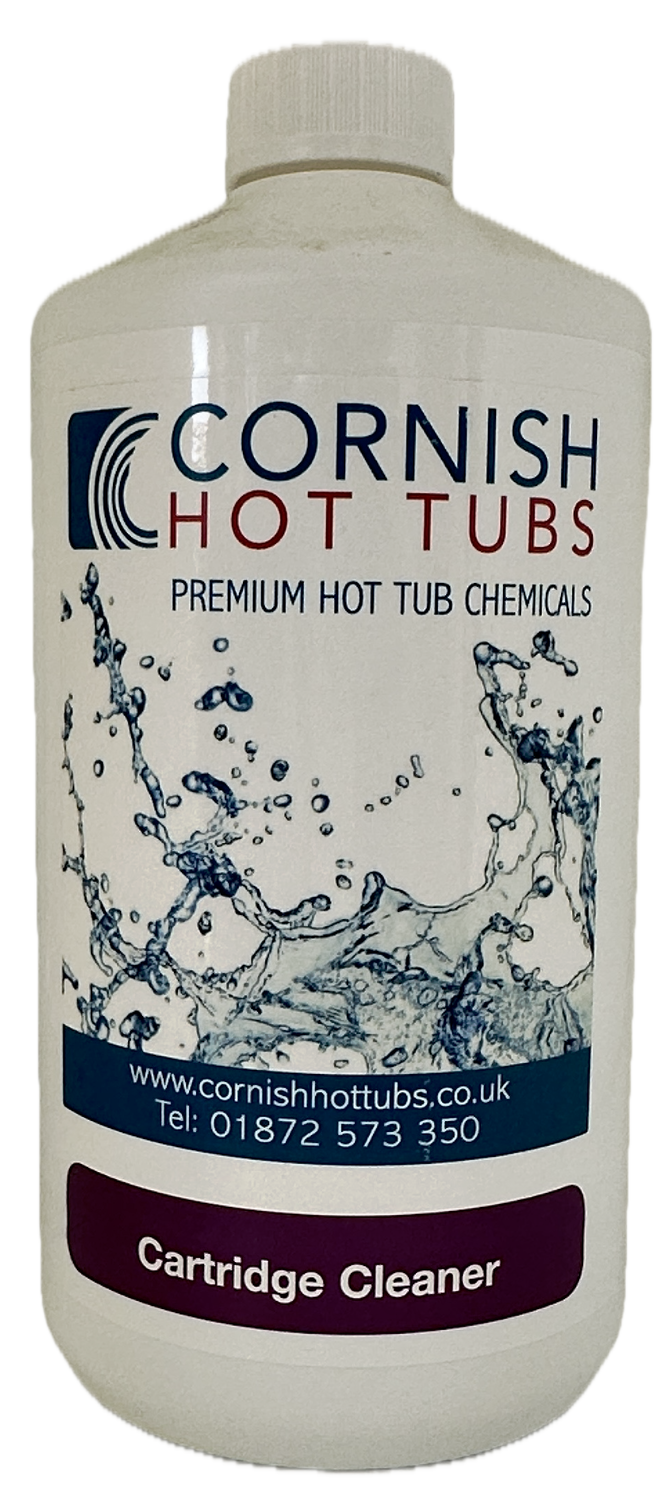 CORNISH
HOT TUBS
PREMIUM HOT TUB CHEMICALS
www.cornishhottubs.co.uk
Tel: 01872 573 350
Cartridge Cleaner